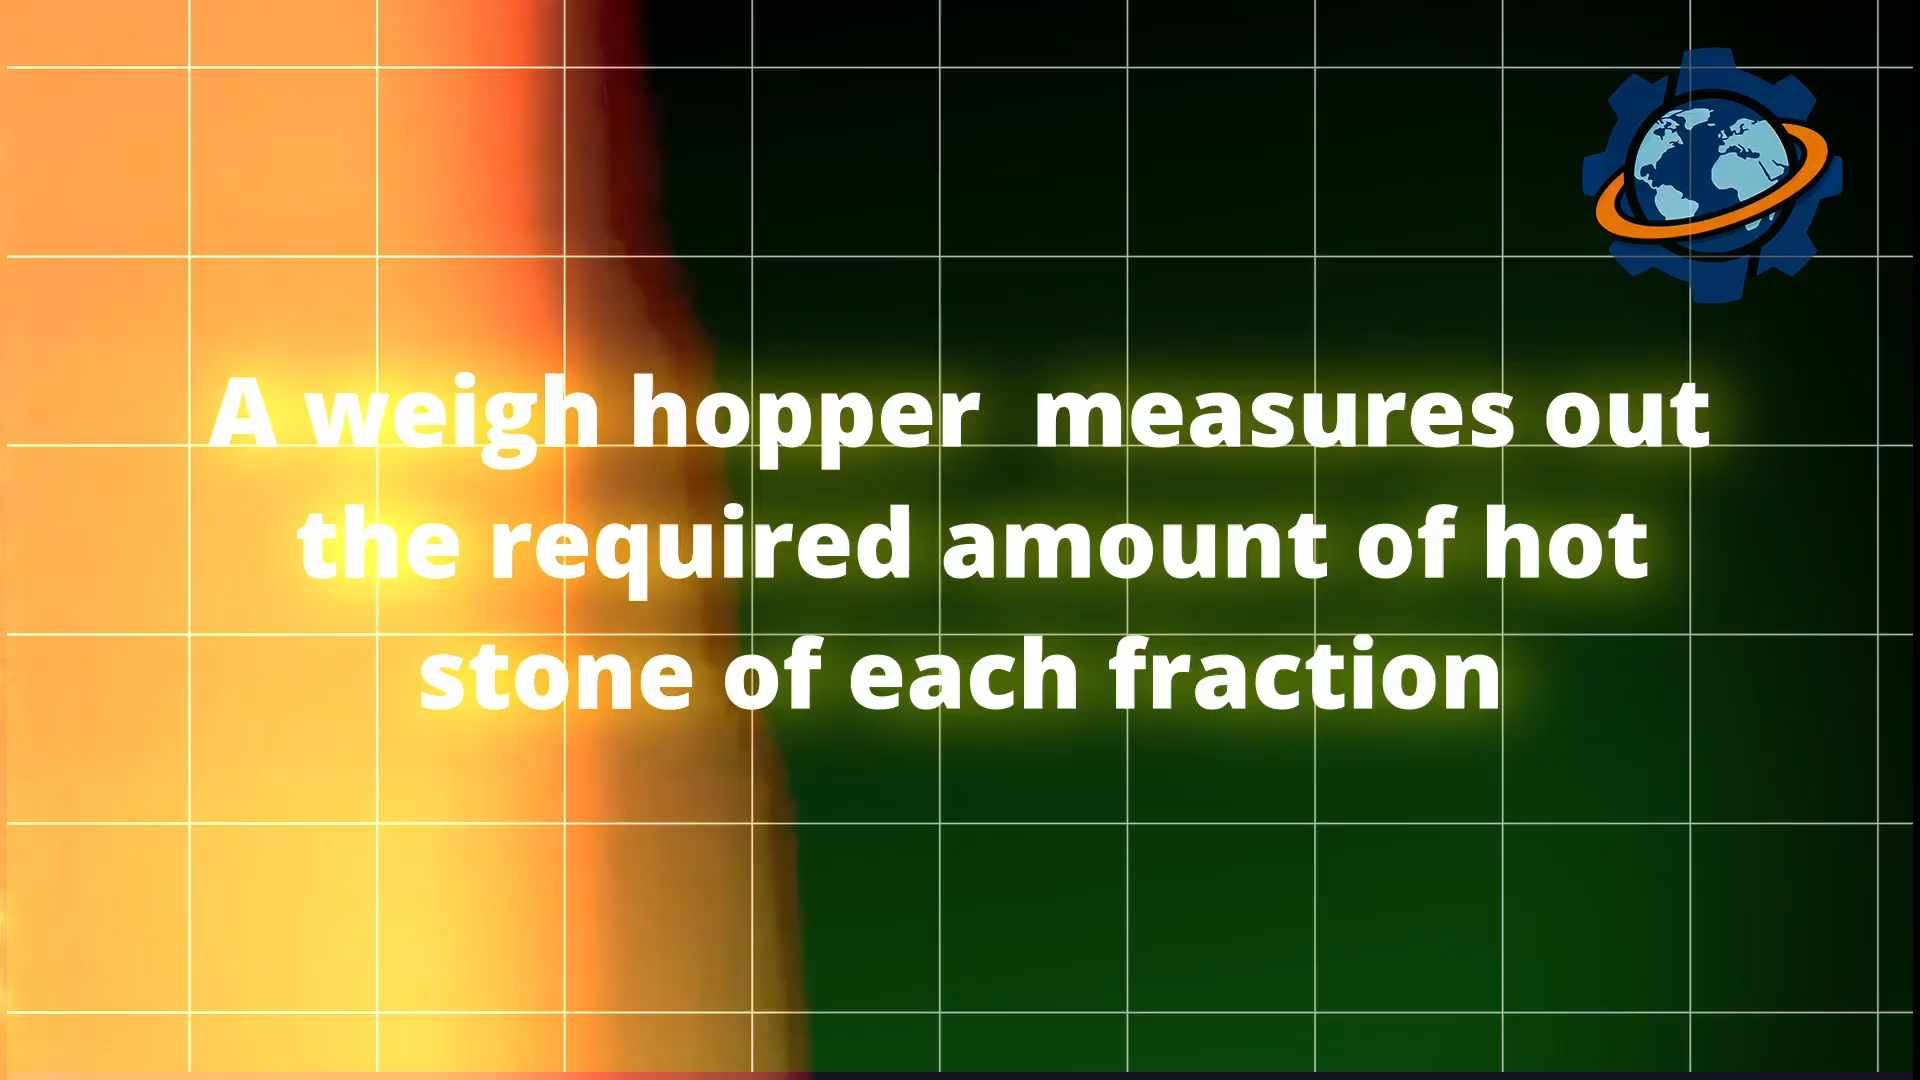 A weigh hopper  measures out
the required amount of hot
stone of each fraction